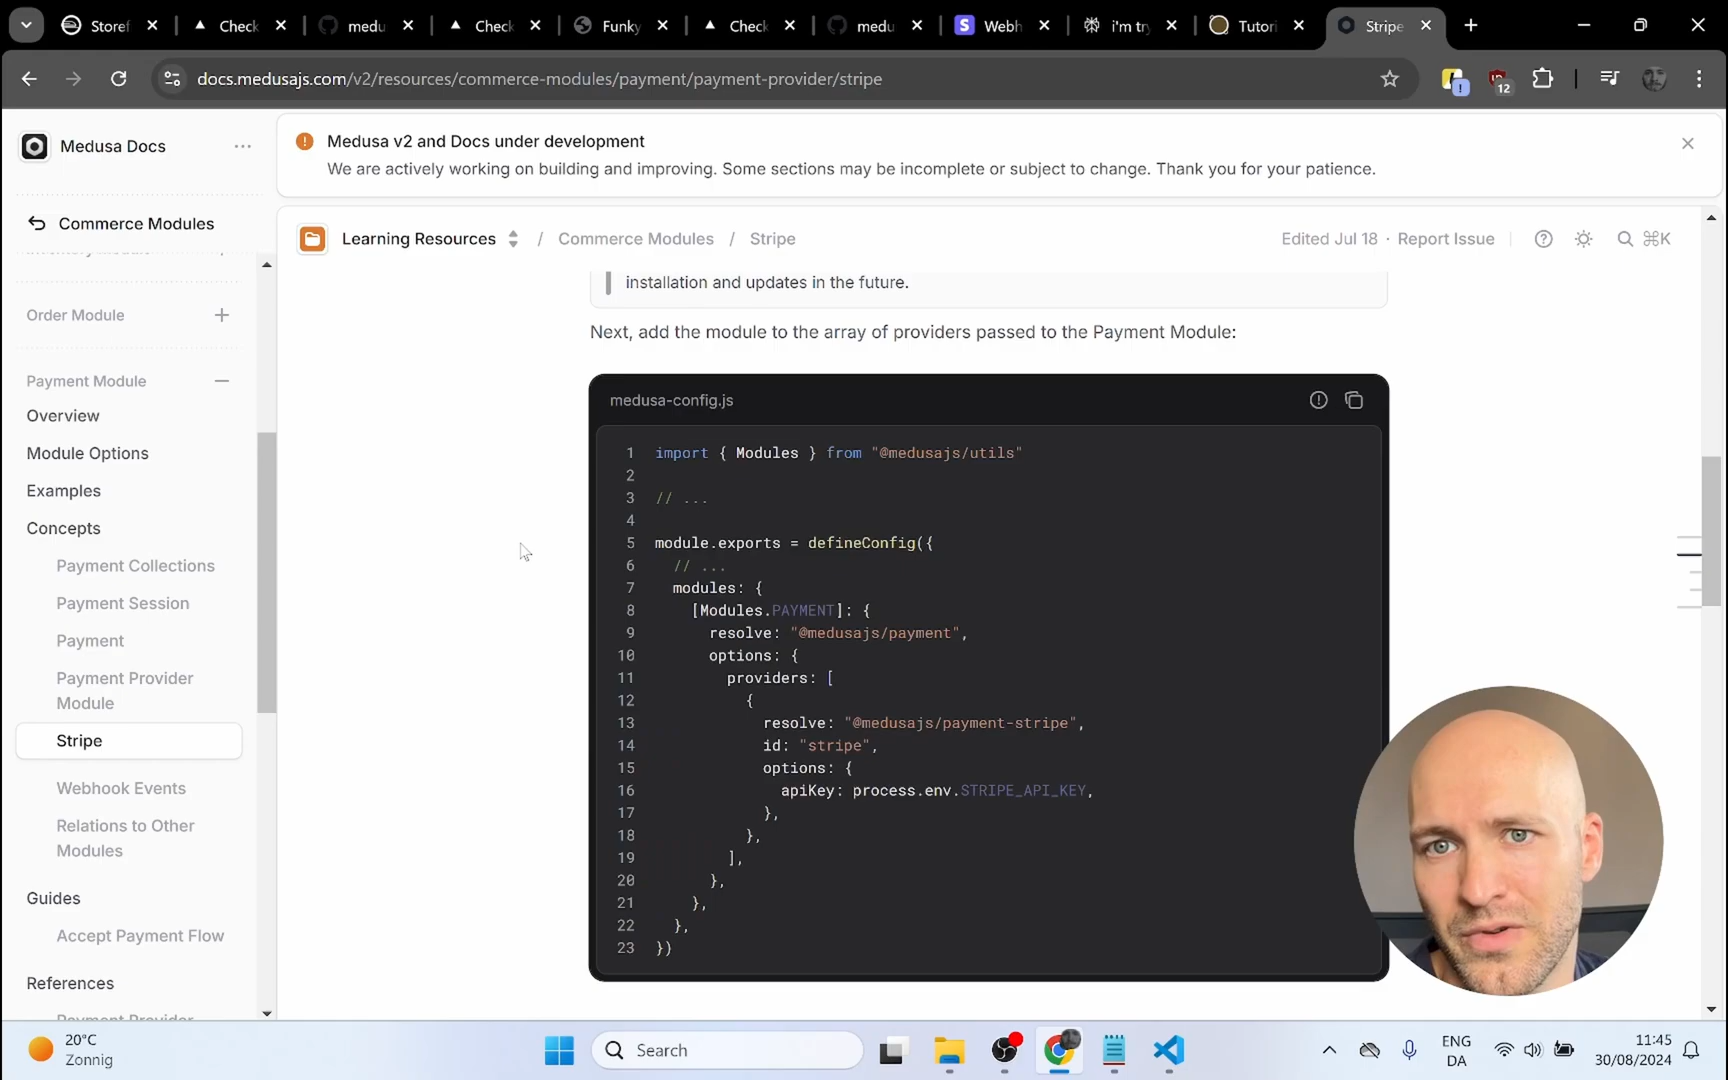 Storef
Check
medu
Check
Funky
Check
medu
Webh
i'm try
Tutori
Stripe
docs.medusajs.com/v2/resources/commerce-modules/payment/payment-provider/stripe
12
Medusa Docs
Medusa v2 and Docs under development
We are actively working on building and improving. Some sections may be incomplete or subject to change. Thank you for your patience.
Commerce Modules
Learning Resources / Commerce Modules / Stripe
Edited Jul 18 · Report Issue
⌘K
installation and updates in the future.
Next, add the module to the array of providers passed to the Payment Module:
Order Module
Payment Module
Overview
Module Options
Examples
Concepts
Payment Collections
Payment Session
Payment
Payment Provider
Module
Stripe
Webhook Events
Relations to Other
Modules
Guides
Accept Payment Flow
References
medusa-config.js
1 import { Modules } from "@medusajs/utils"
2
3 // ...
4
5 module.exports = defineConfig({
6 // ...
7 modules: {
8 [Modules.PAYMENT]: {
9 resolve: "@medusajs/payment",
10 options: {
11 providers: [
12 {
13 resolve: "@medusajs/payment-stripe",
14 id: "stripe",
15 options: {
16 apiKey: process.env.STRIPE_API_KEY,
17 },
18 },
19 ],
20 },
21 },
22 },
23 })
20°C
Zonnig
Search
ENG
DA
11:45
30/08/2024